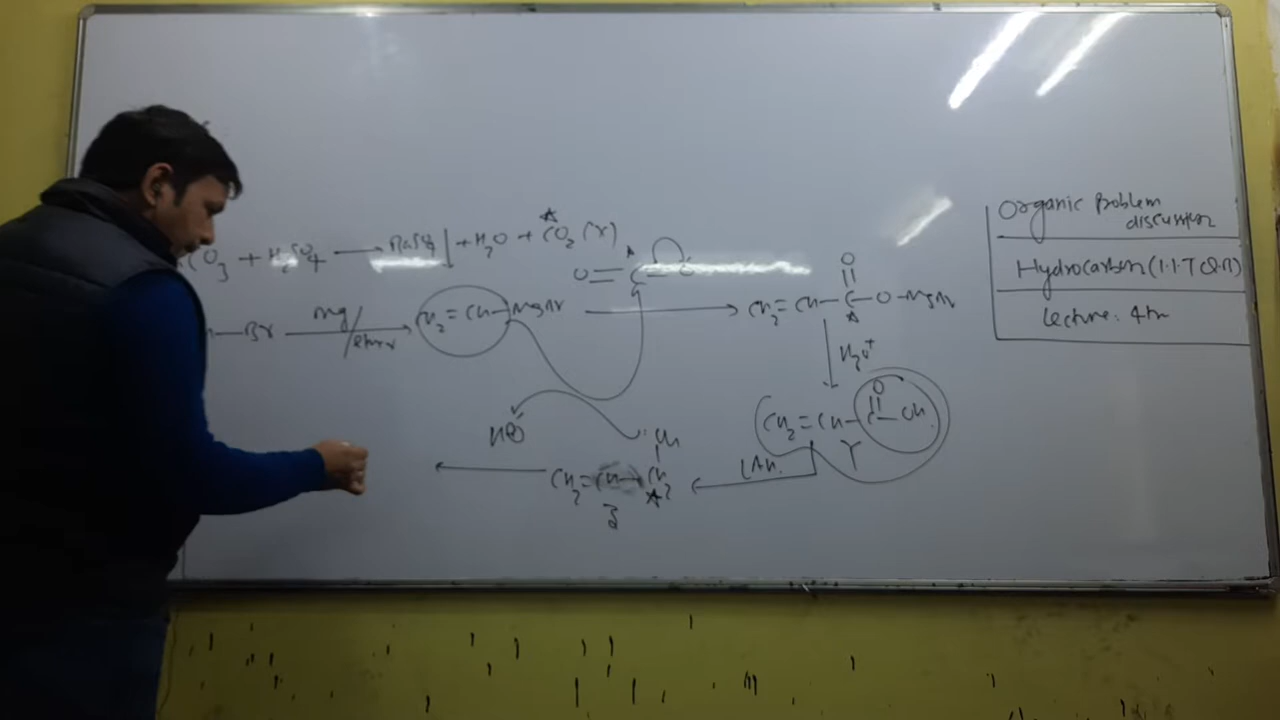 CO3 + H2SO4 → Na2SO4↓ + H2O + CO2 (X)
Br Mg/ether → CH2=CH–MgBr
O=C=O
→ CH2=CH–C–O–MgBr
O
H3O+
CH2=CH–C–OH
O
Y
LAH.
CH2=CH–CH2
OH
Z
Organic Problem
discussion
Hydrocarbon (I.I.T Q.B)
Lecture: 4th